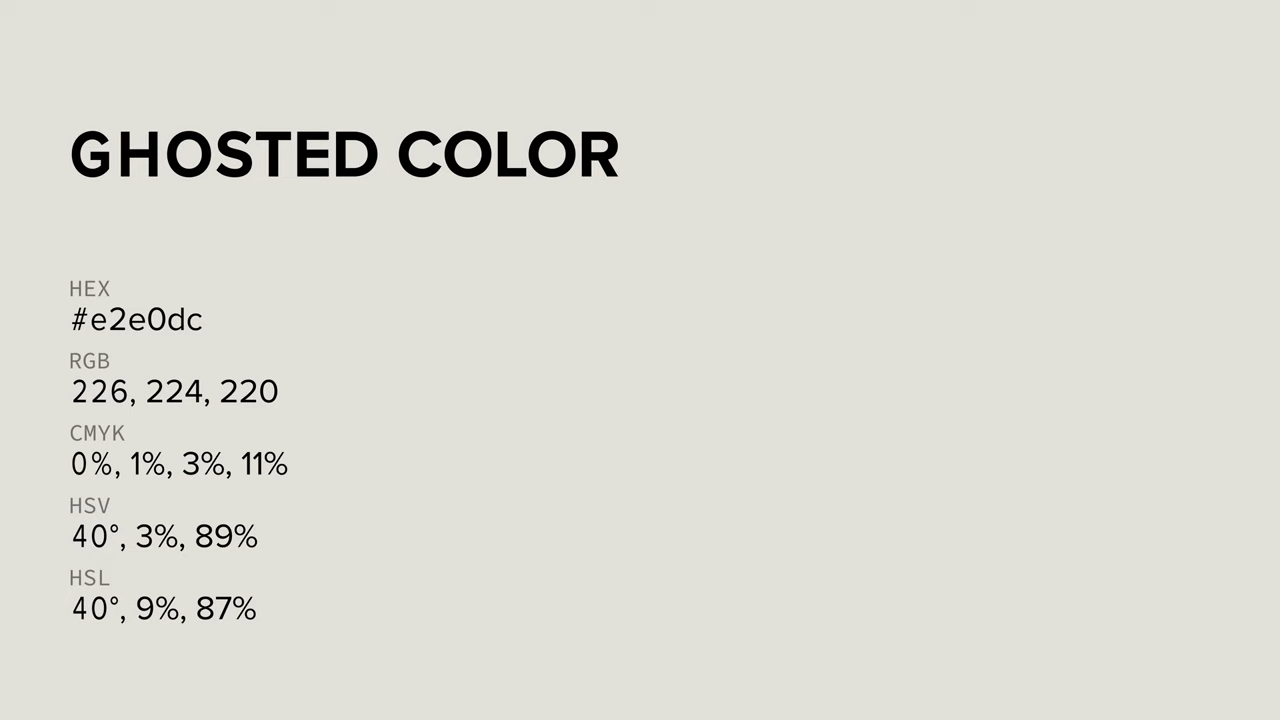 GHOSTED COLOR
HEX
#e2e0dc
RGB
226, 224, 220
CMYK
0%, 1%, 3%, 11%
HSV
40°, 3%, 89%
HSL
40°, 9%, 87%